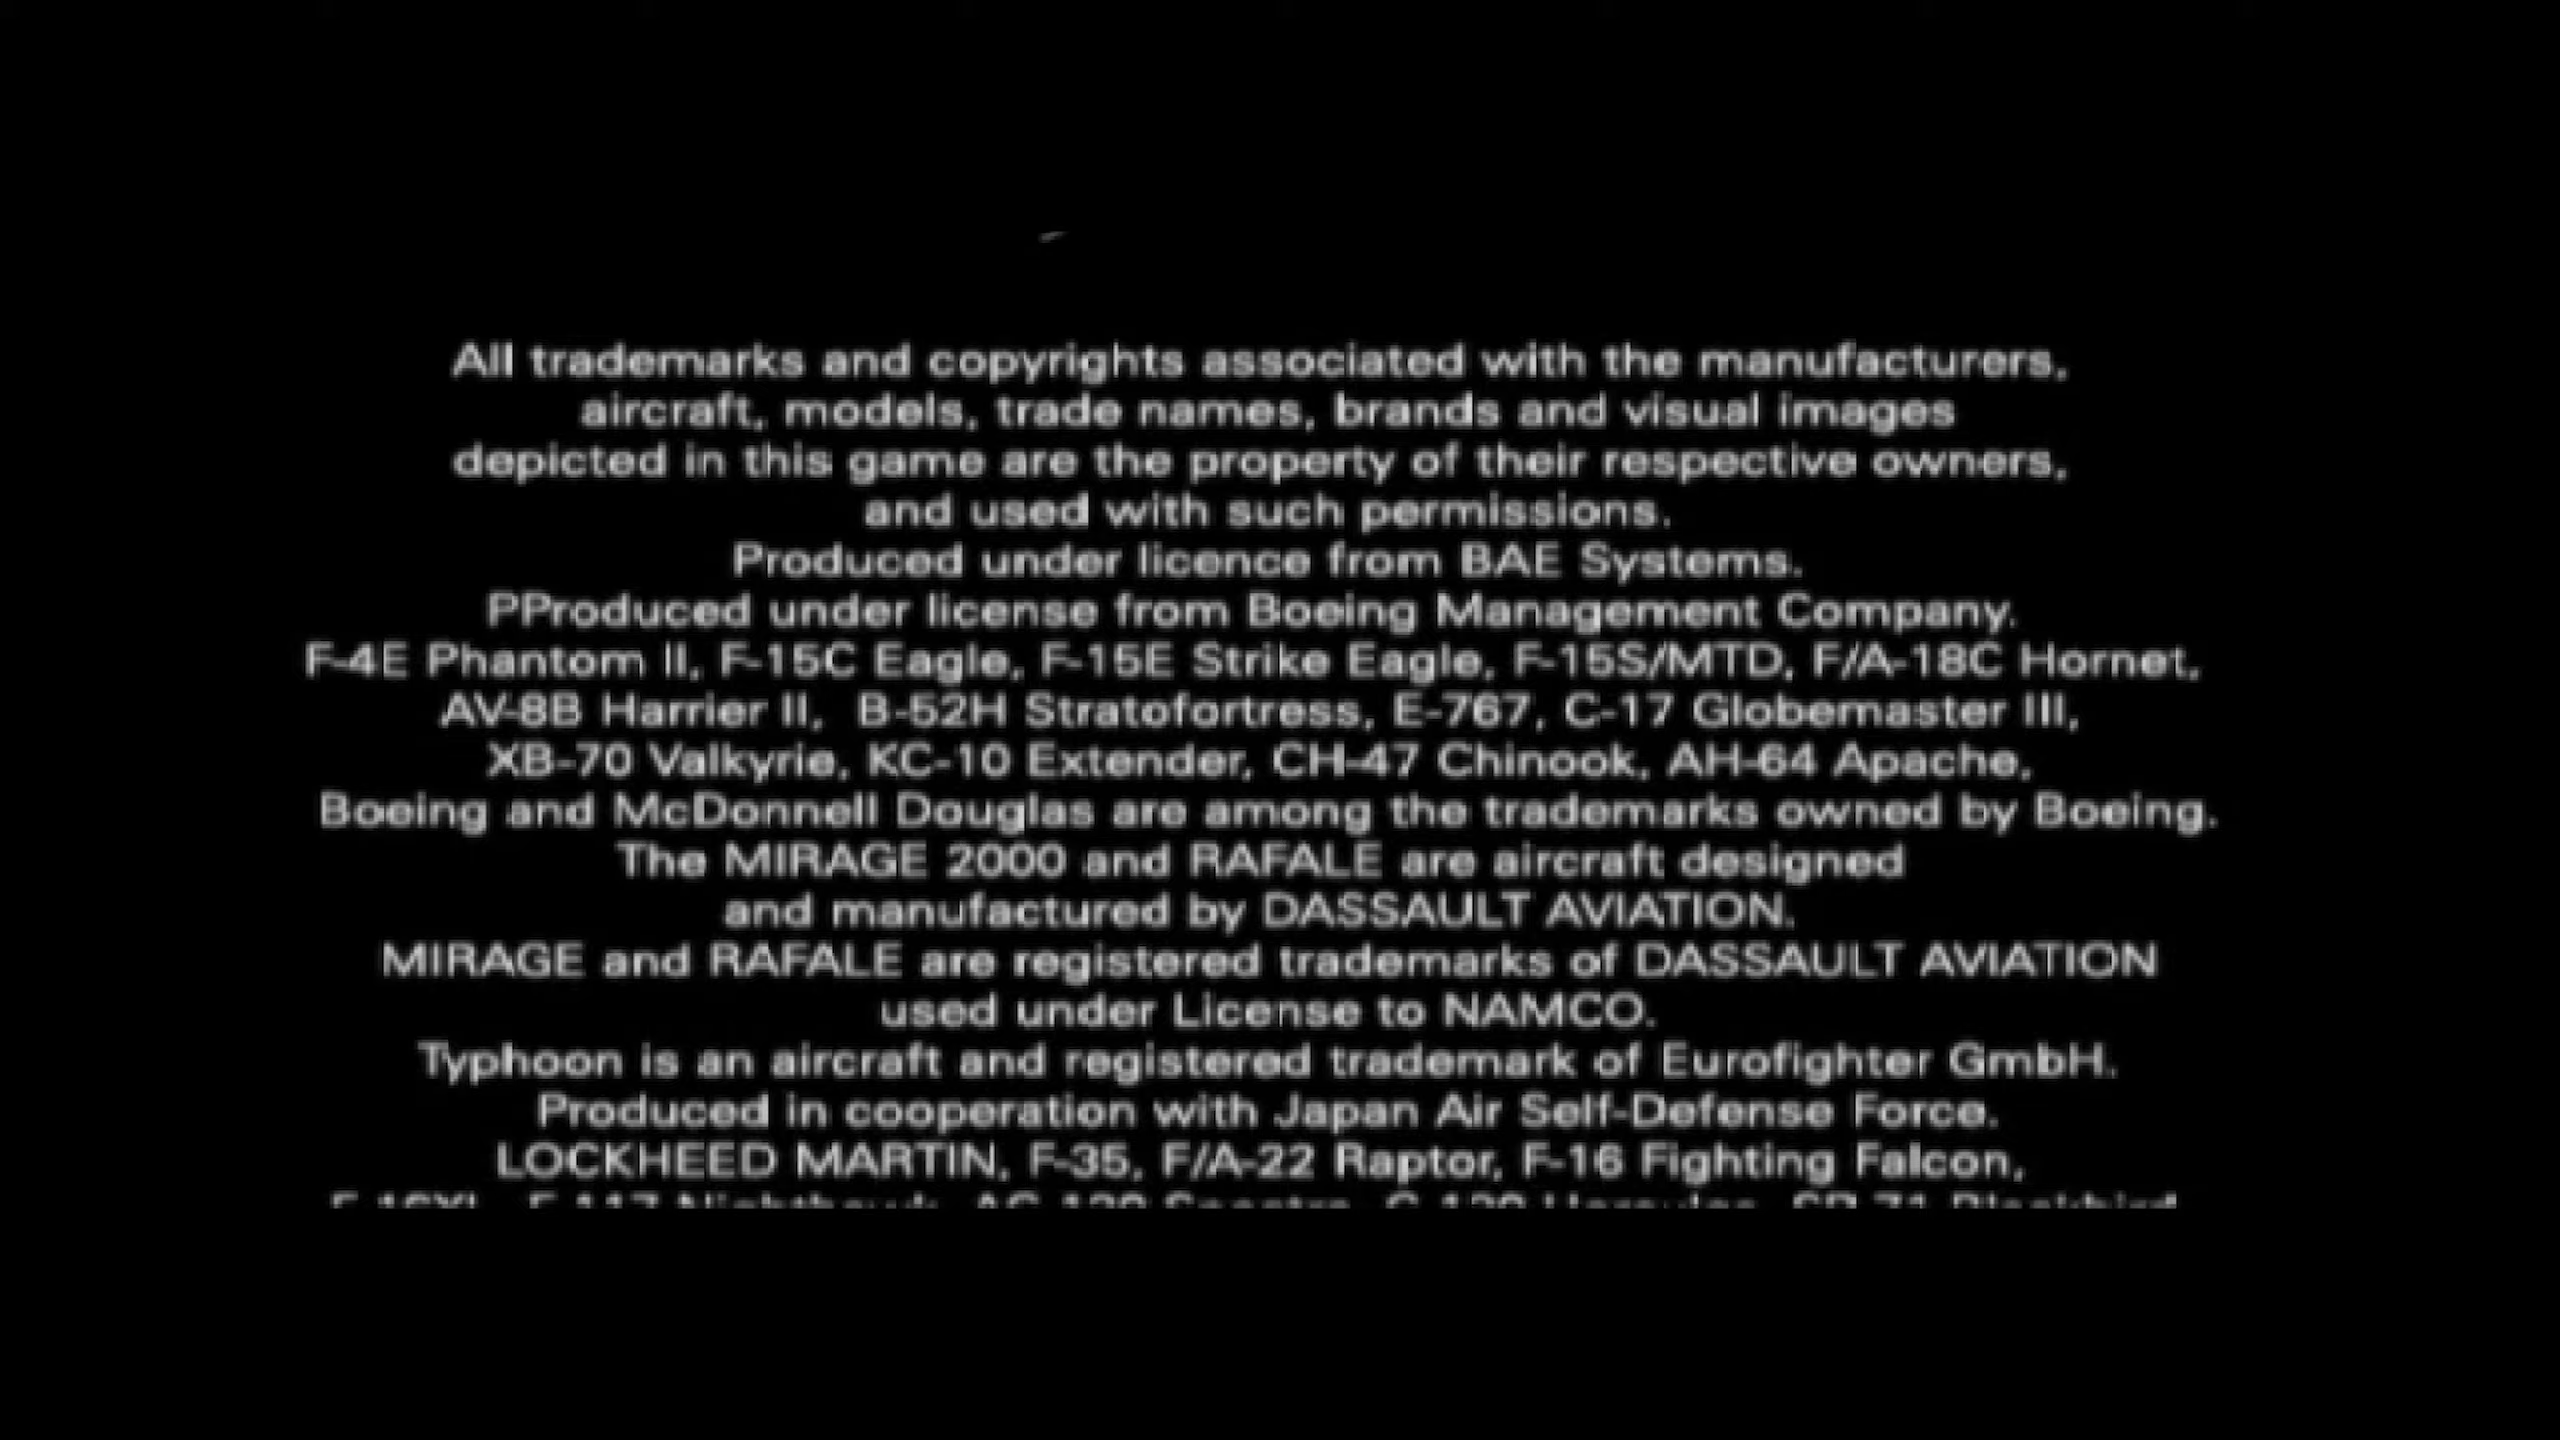 All trademarks and copyrights associated with the manufacturers,
aircraft, models, trade names, brands and visual images
depicted in this game are the property of their respective owners,
and used with such permissions.
Produced under licence from BAE Systems.
PProduced under license from Boeing Management Company.
F-4E Phantom II, F-15C Eagle, F-15E Strike Eagle, F-15S/MTD, F/A-18C Hornet,
AV-8B Harrier II,  B-52H Stratofortress, E-767, C-17 Globemaster III,
XB-70 Valkyrie, KC-10 Extender, CH-47 Chinook, AH-64 Apache,
Boeing and McDonnell Douglas are among the trademarks owned by Boeing.
The MIRAGE 2000 and RAFALE are aircraft designed
and manufactured by DASSAULT AVIATION.
MIRAGE and RAFALE are registered trademarks of DASSAULT AVIATION
used under License to NAMCO.
Typhoon is an aircraft and registered trademark of Eurofighter GmbH.
Produced in cooperation with Japan Air Self-Defense Force.
LOCKHEED MARTIN, F-35, F/A-22 Raptor, F-16 Fighting Falcon,